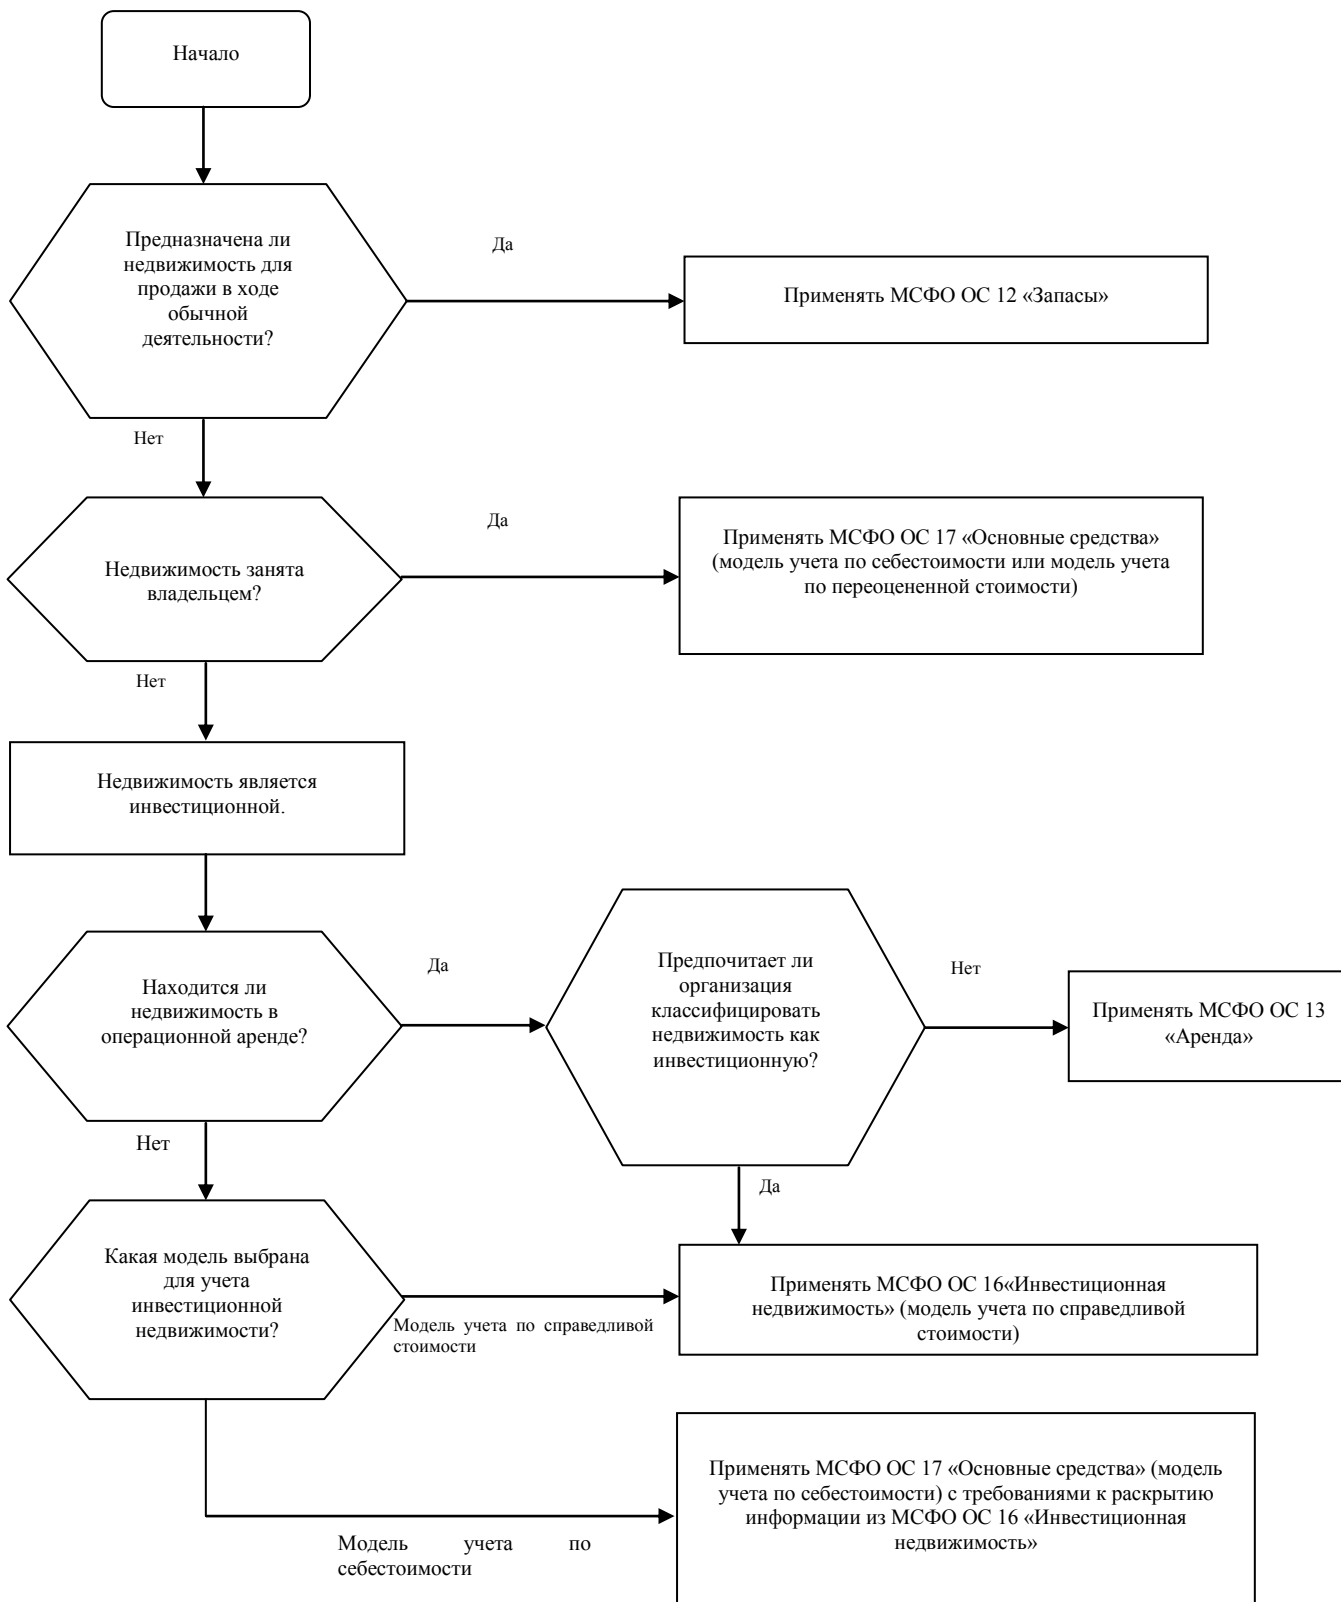 Начало
Предназначена ли
недвижимость для
продажи в ходе
обычной
деятельности?
Да
Применять МСФО ОС 12 «Запасы»
Нет
Недвижимость занята
владельцем?
Да
Применять МСФО ОС 17 «Основные средства»
(модель учета по себестоимости или модель учета
по переоцененной стоимости)
Нет
Недвижимость является
инвестиционной.
Находится ли
недвижимость в
операционной аренде?
Да
Предпочитает ли
организация
классифицировать
недвижимость как
инвестиционную?
Нет
Применять МСФО ОС 13
«Аренда»
Нет
Да
Какая модель выбрана
для учета
инвестиционной
недвижимости?
Модель учета по справедливой
стоимости
Применять МСФО ОС 16«Инвестиционная
недвижимость» (модель учета по справедливой
стоимости)
Модель учета по
себестоимости
Применять МСФО ОС 17 «Основные средства» (модель
учета по себестоимости) с требованиями к раскрытию
информации из МСФО ОС 16 «Инвестиционная
недвижимость»